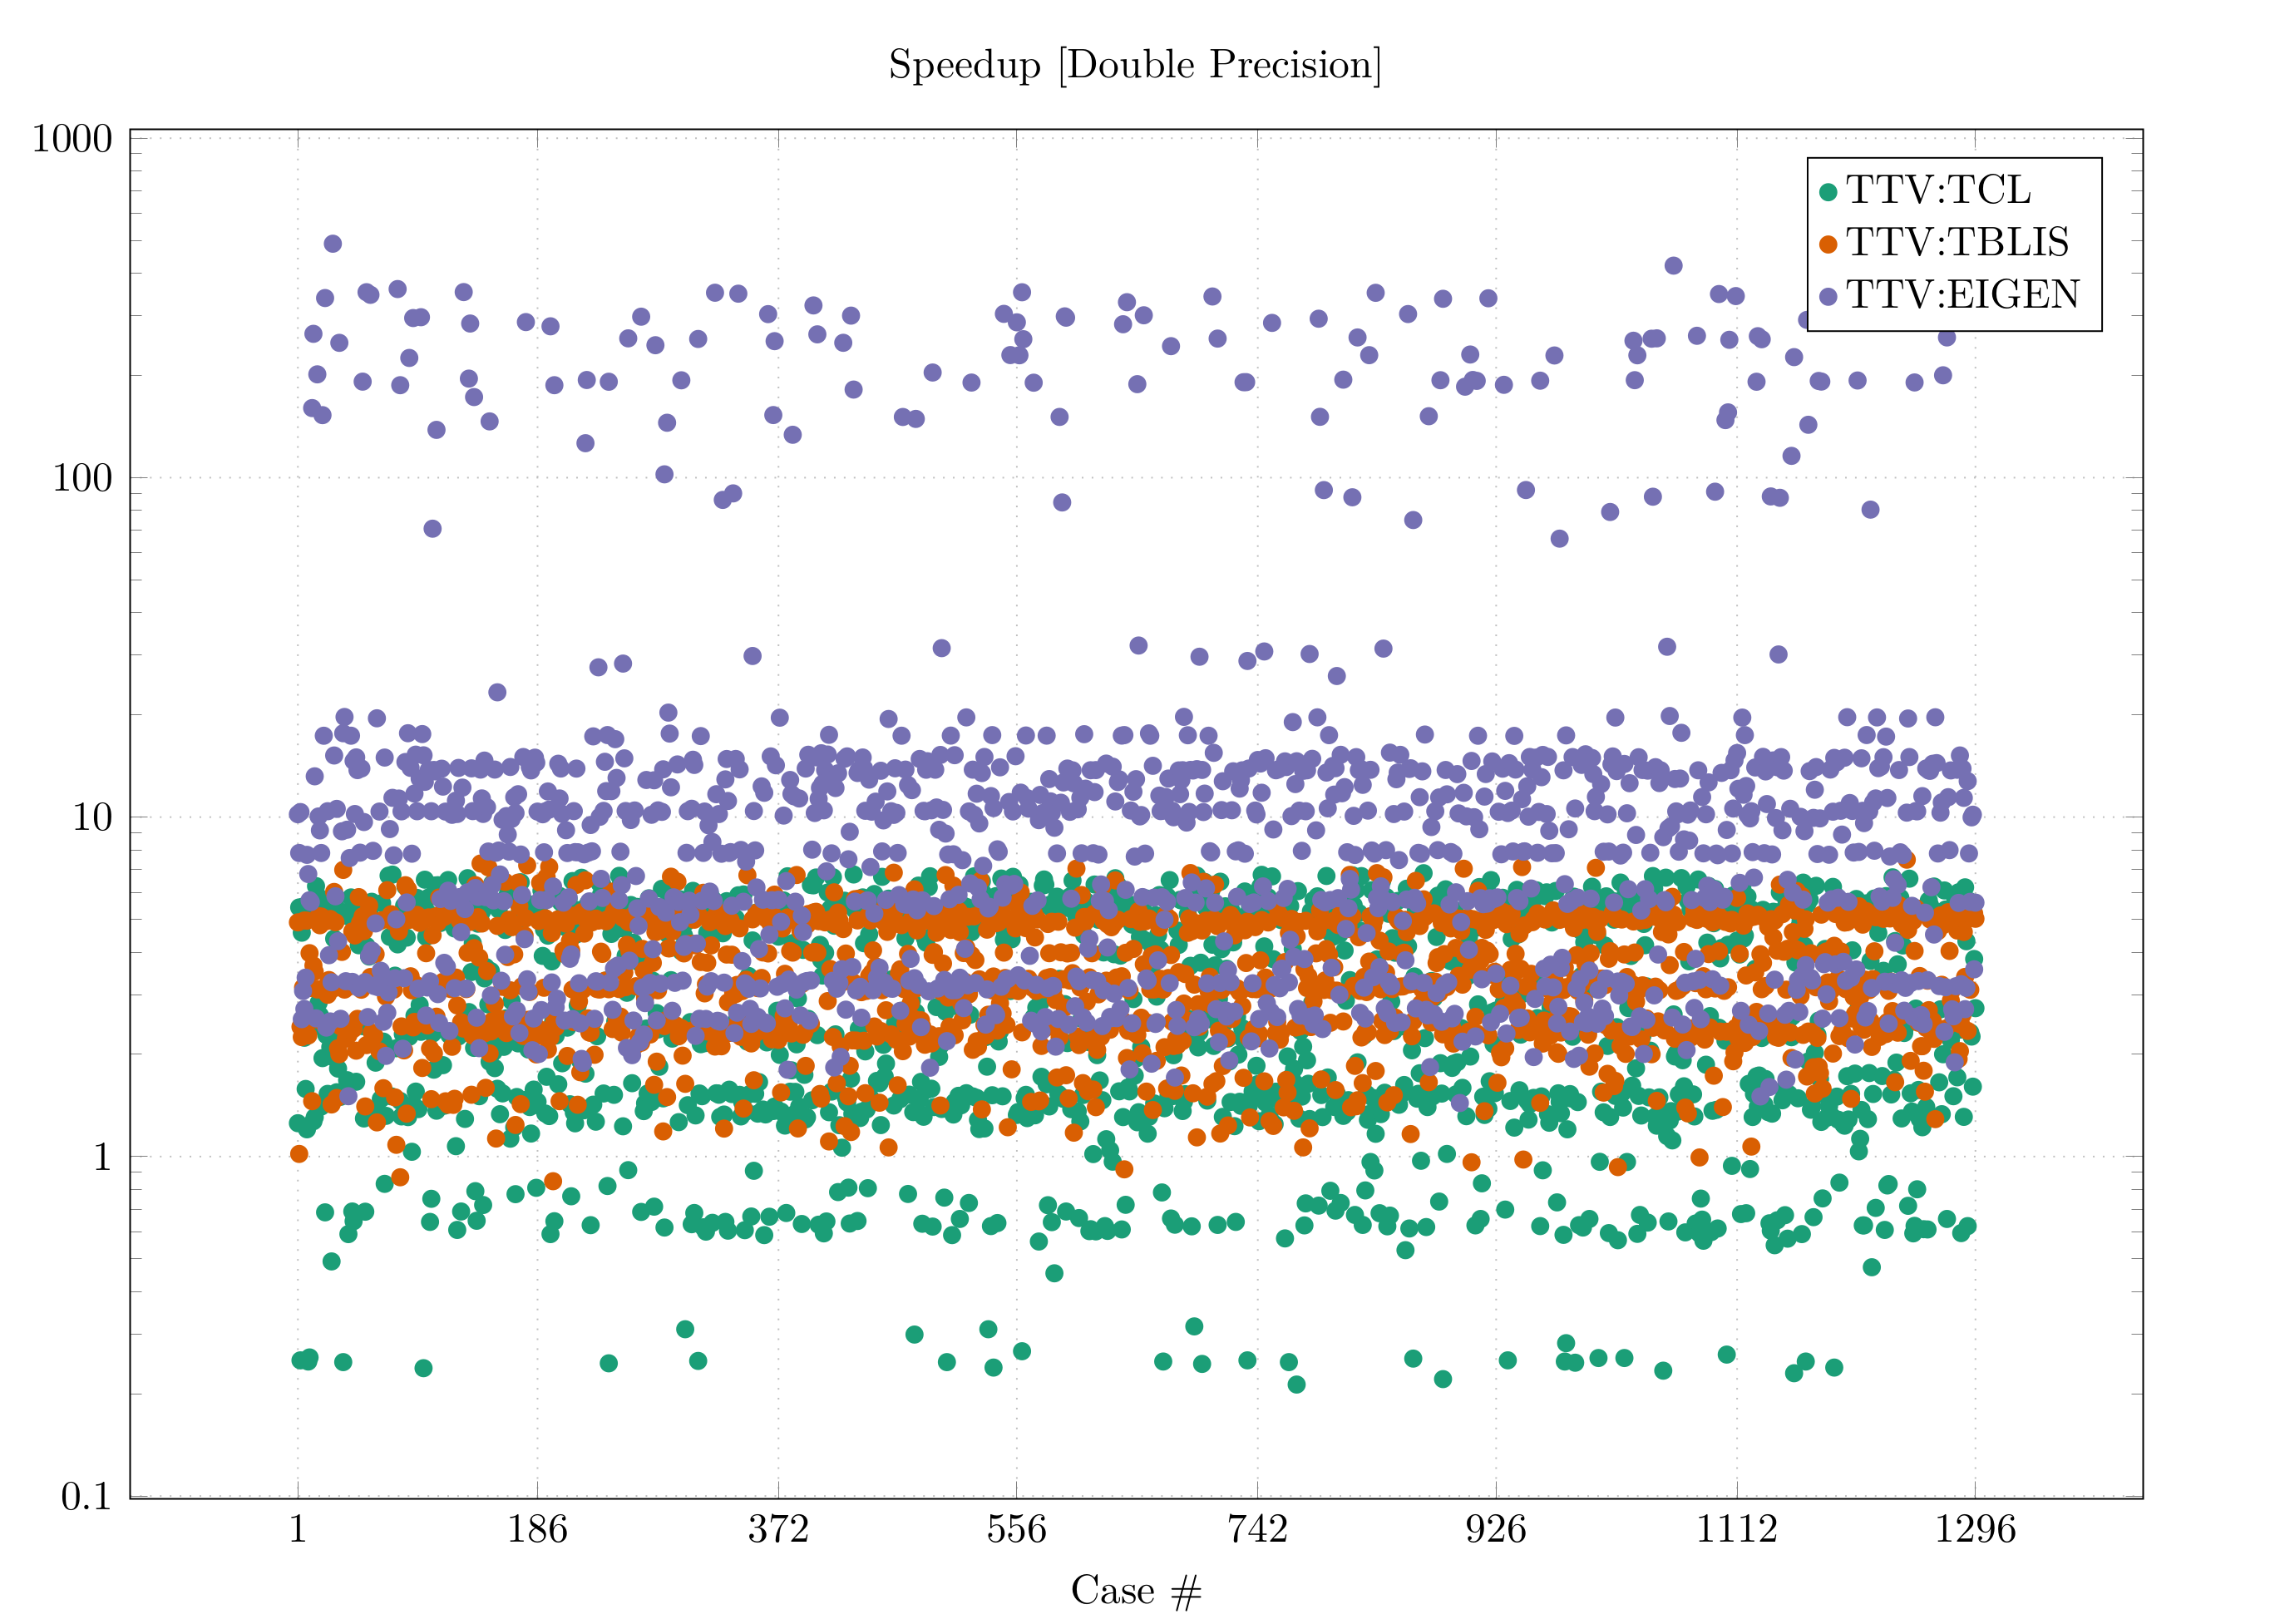 Speedup [Double Precision]
1000
100
10
1
0.1
TTV:TCL
TTV:TBLIS
TTV:EIGEN
1 186 372 556 742 926 1112 1296
Case #